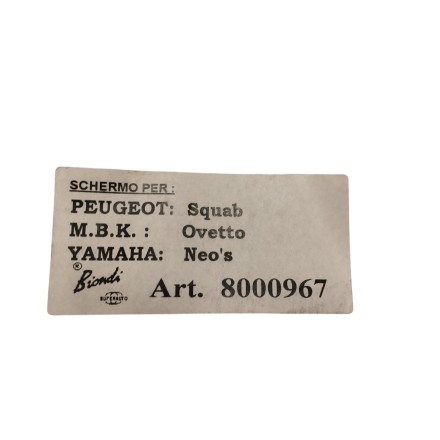 SCHERMO PER :
PEUGEOT: Squab
M.B.K. : Ovetto
YAMAHA: Neo's
® Biondi
Art. 8000967